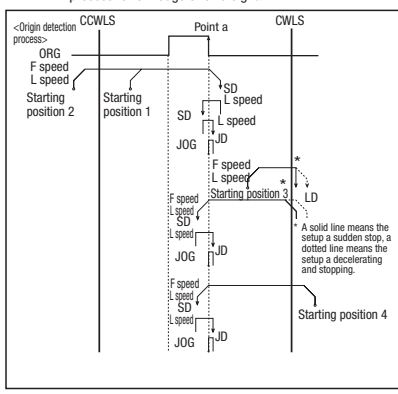 CCWLS
CWLS
<Origin detection process>
Point a
ORG
F speed
L speed
Starting position 2
Starting position 1
SD
L speed
SD
L speed
JOG
JD
F speed
L speed
*
LD
Starting position 3
*
F speed
L speed
SD
L speed
JD
JOG
* A solid line means the
setup a sudden stop, a
dotted line means the
setup a decelerating
and stopping.
F speed
L speed
SD
L speed
JD
JOG
Starting position 4